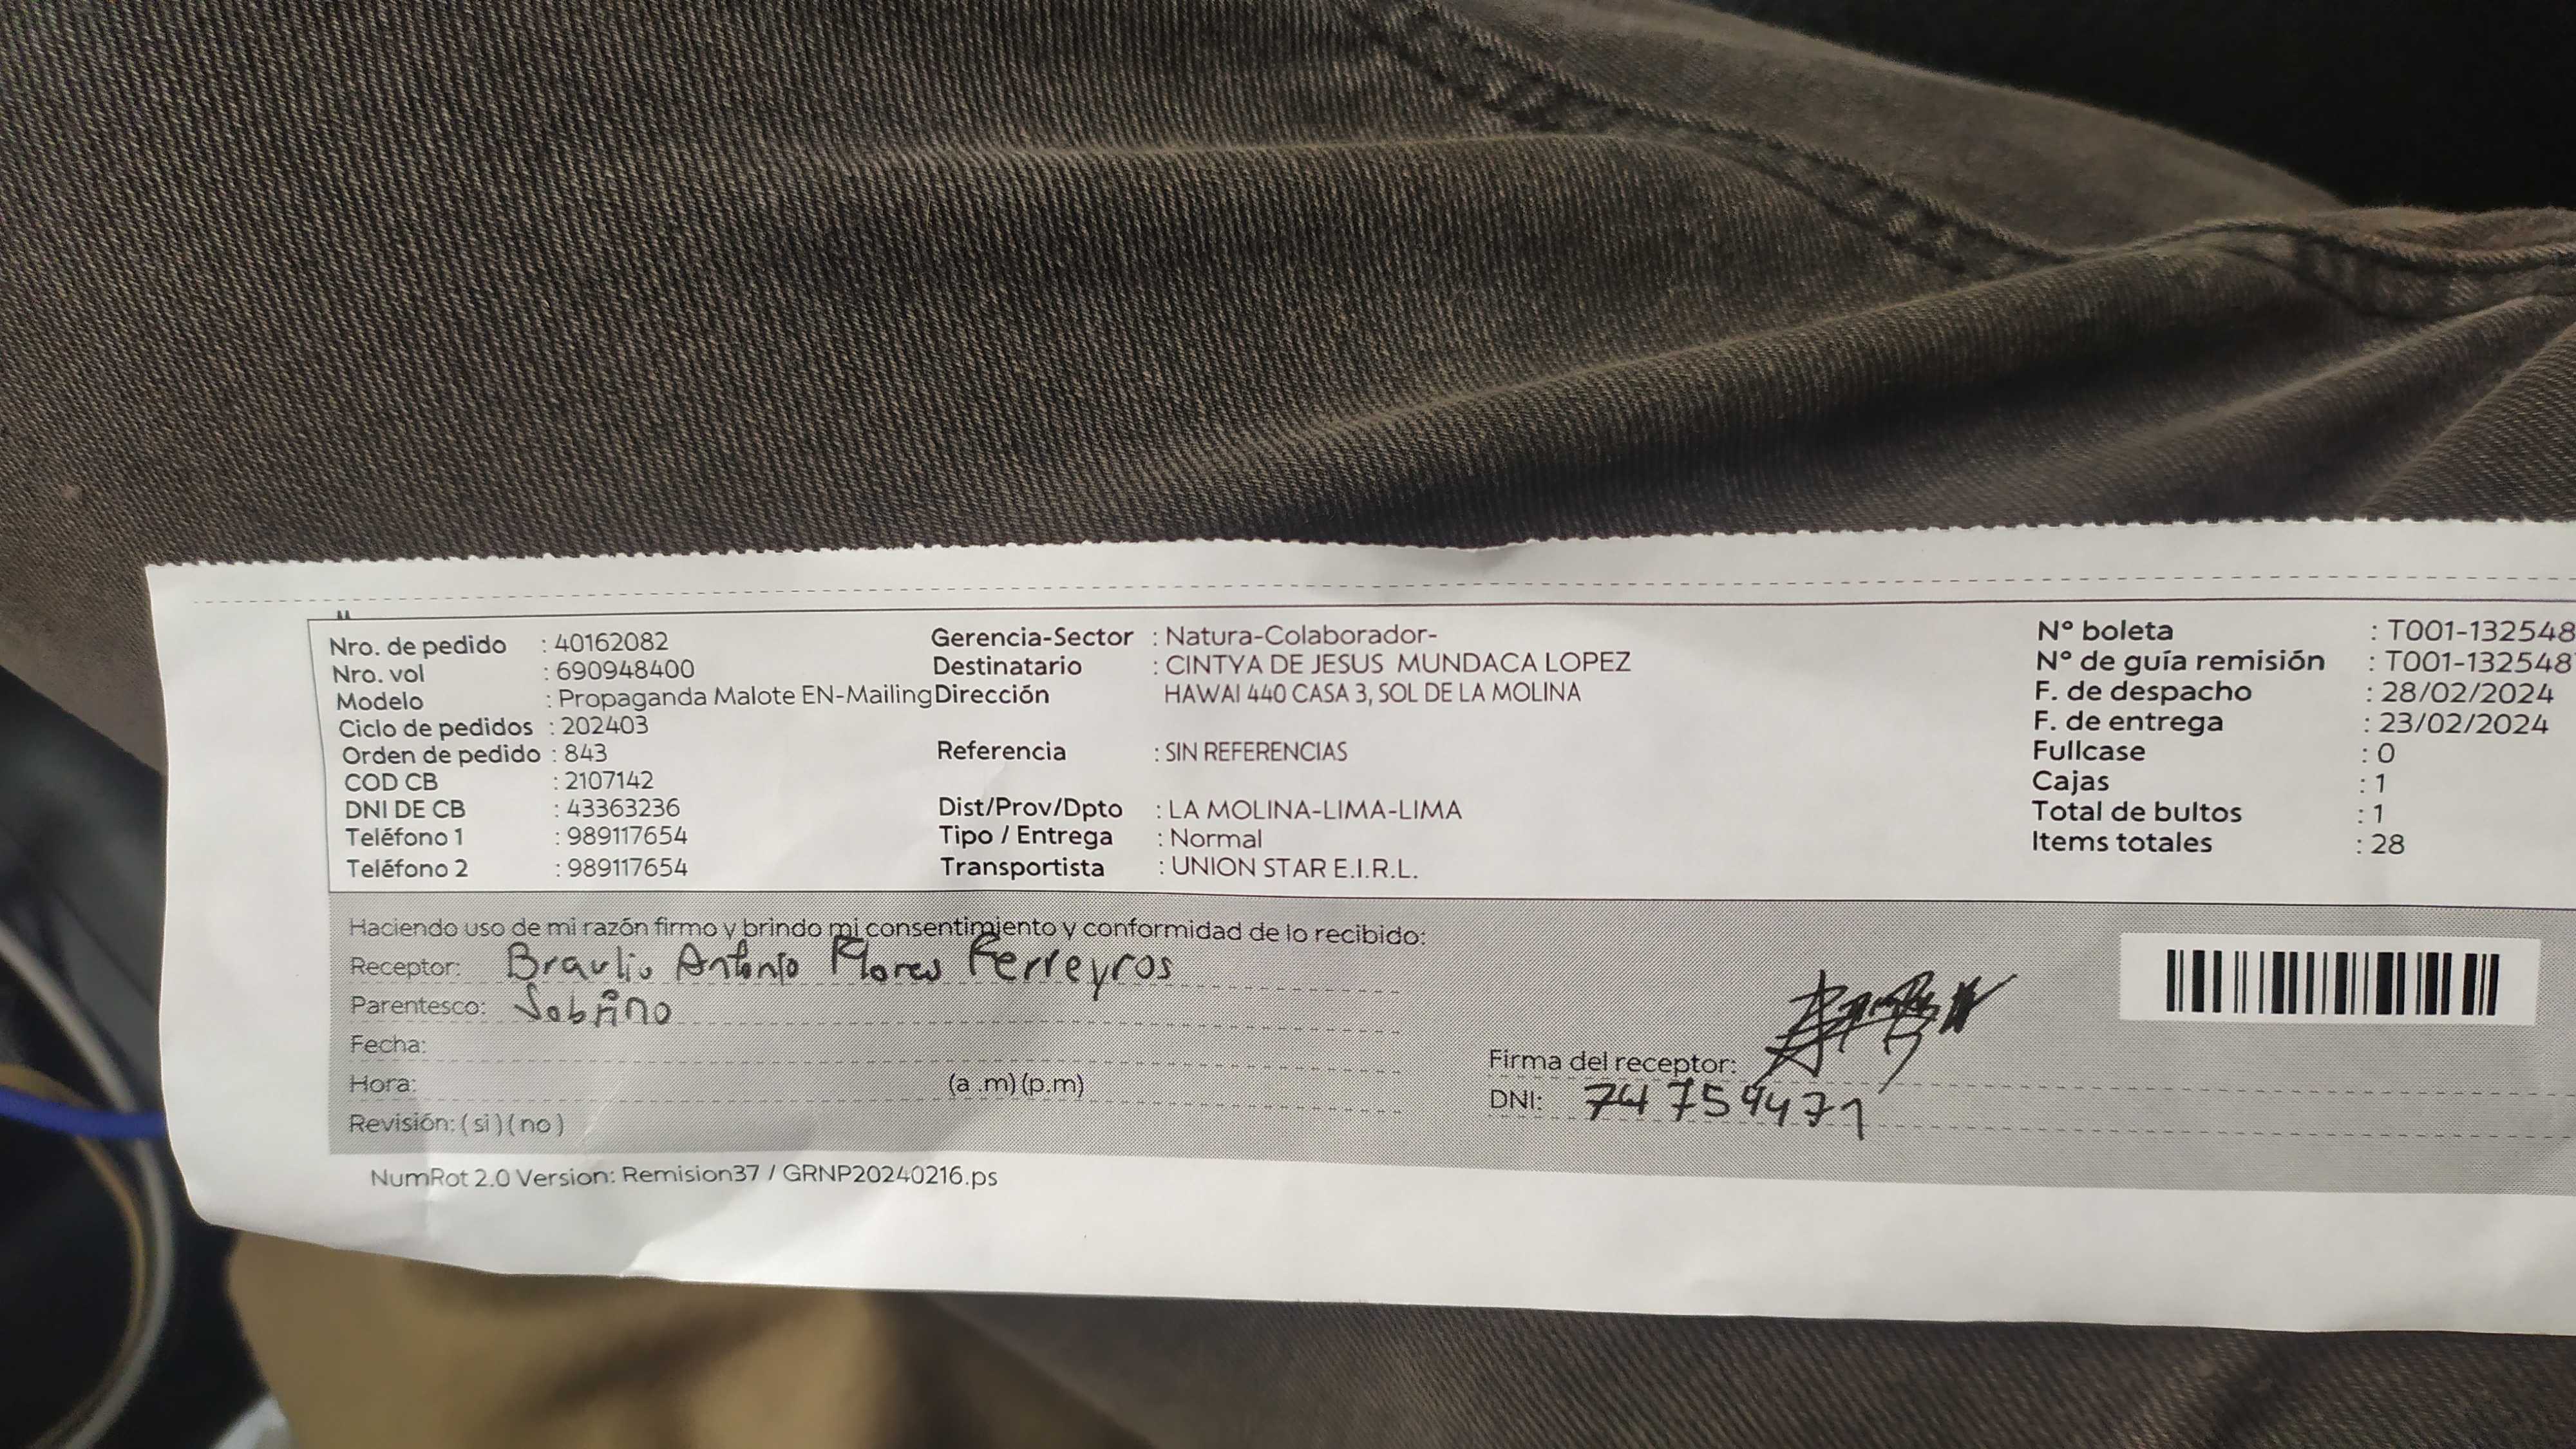 Nro. de pedido : 40162082
Nro. vol : 690948400
Modelo : Propaganda Malote EN-Mailing
Ciclo de pedidos : 202403
Orden de pedido : 843
COD CB : 2107142
DNI DE CB : 43363236
Teléfono 1 : 989117654
Teléfono 2 : 989117654
Gerencia-Sector : Natura-Colaborador-
Destinatario : CINTYA DE JESUS MUNDACA LOPEZ
Dirección HAWAI 440 CASA 3, SOL DE LA MOLINA
Referencia : SIN REFERENCIAS
Dist/Prov/Dpto : LA MOLINA-LIMA-LIMA
Tipo / Entrega : Normal
Transportista : UNION STAR E.I.R.L.
N° boleta : T001-132548
N° de guía remisión : T001-132548
F. de despacho : 28/02/2024
F. de entrega : 23/02/2024
Fullcase : 0
Cajas : 1
Total de bultos : 1
Items totales : 28
Haciendo uso de mi razón firmo y brindo mi consentimiento y conformidad de lo recibido:
Receptor: Braulio Antonio Flores Ferreyros
Parentesco: Sobrino
Fecha:
Hora: (a .m) (p.m)
Revisión: ( si ) ( no )
Firma del receptor:
DNI: 74759471
NumRot 2.0 Version: Remision37 / GRNP20240216.ps